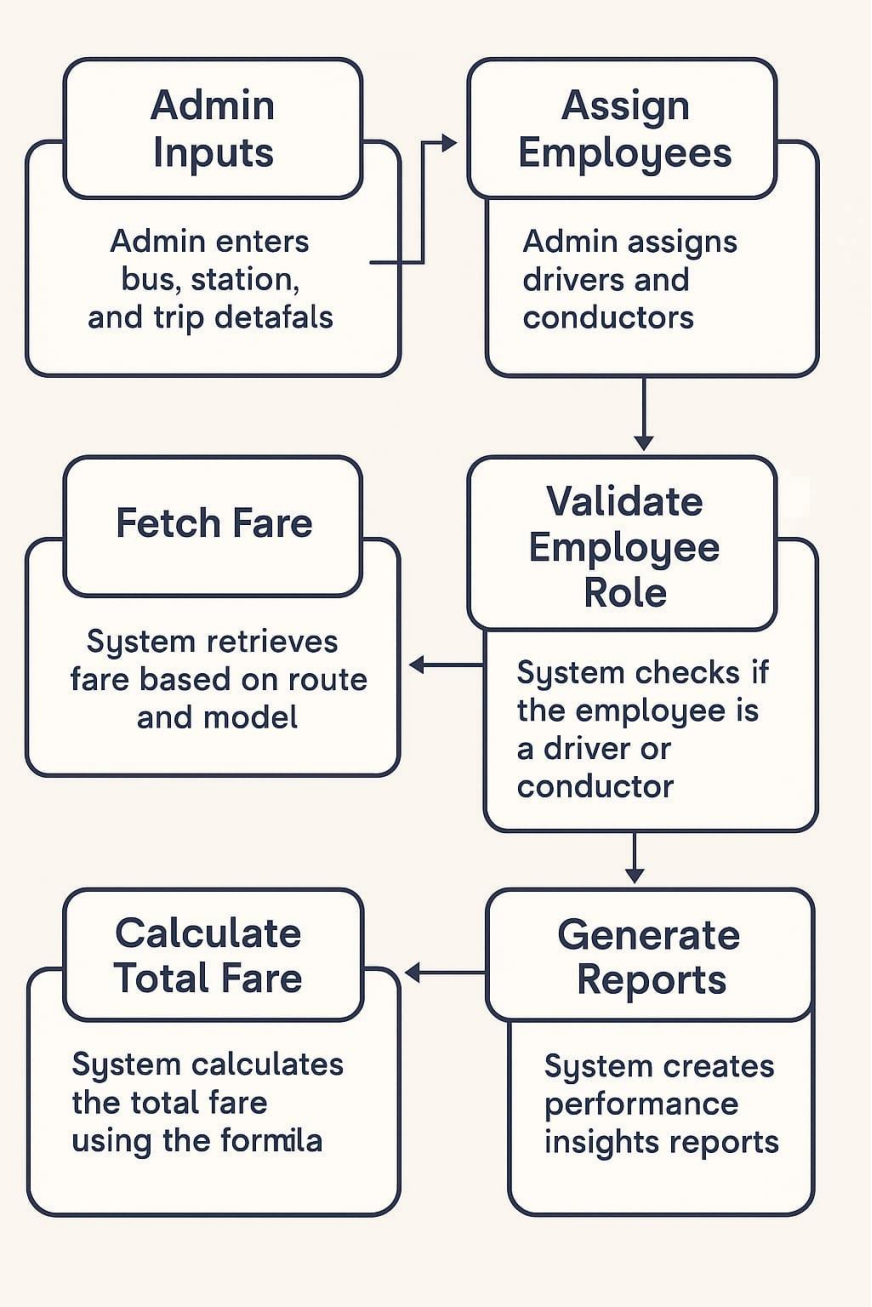 Admin
Inputs
Admin enters
bus, station,
and trip detafals
Assign
Employees
Admin assigns
drivers and
conductors
Fetch Fare
System retrieves
fare based on route
and model
Validate
Employee
Role
System checks if
the employee is
a driver or
conductor
Calculate
Total Fare
System calculates
the total fare
using the formila
Generate
Reports
System creates
performance
insights reports